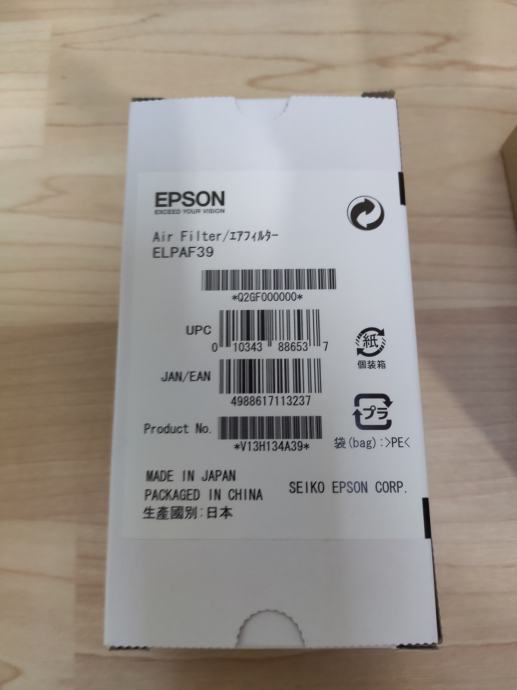 EPSON
EXCEED YOUR VISION
Air Filter/エアフィルター
ELPAF39
*Q2GF000000*
UPC
0 10343 88653 7
紙
個装箱
JAN/EAN
4988617113237
プラ
Product No.
*V13H134A39*
袋(bag):>PE<
MADE IN JAPAN
PACKAGED IN CHINA
SEIKO EPSON CORP.
生產國別:日本